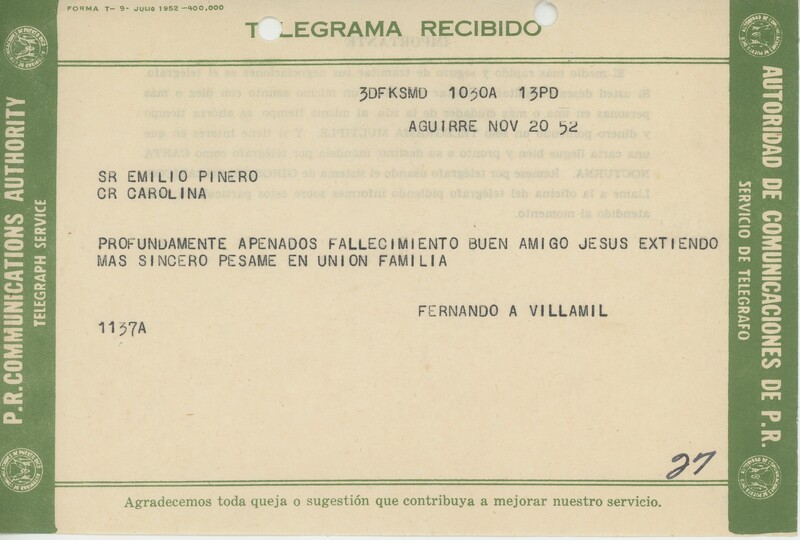 FORMA T- 9- JULIO 1952-400,000
TELEGRAMA RECIBIDO
3DFKSMD 1030A 13PD
AGUIRRE NOV 20 52
SR EMILIO PINERO
CR CAROLINA
PROFUNDAMENTE APENADOS FALLECIMIENTO BUEN AMIGO JESUS EXTIENDO
MAS SINCERO PESAME EN UNION FAMILIA
FERNANDO A VILLAMIL
1137A
27
Agradecemos toda queja o sugestión que contribuya a mejorar nuestro servicio.
P.R. COMMUNICATIONS AUTHORITY
TELEGRAPH SERVICE
AUTORIDAD DE COMUNICACIONES DE P.R.
SERVICIO DE TELEGRAFO